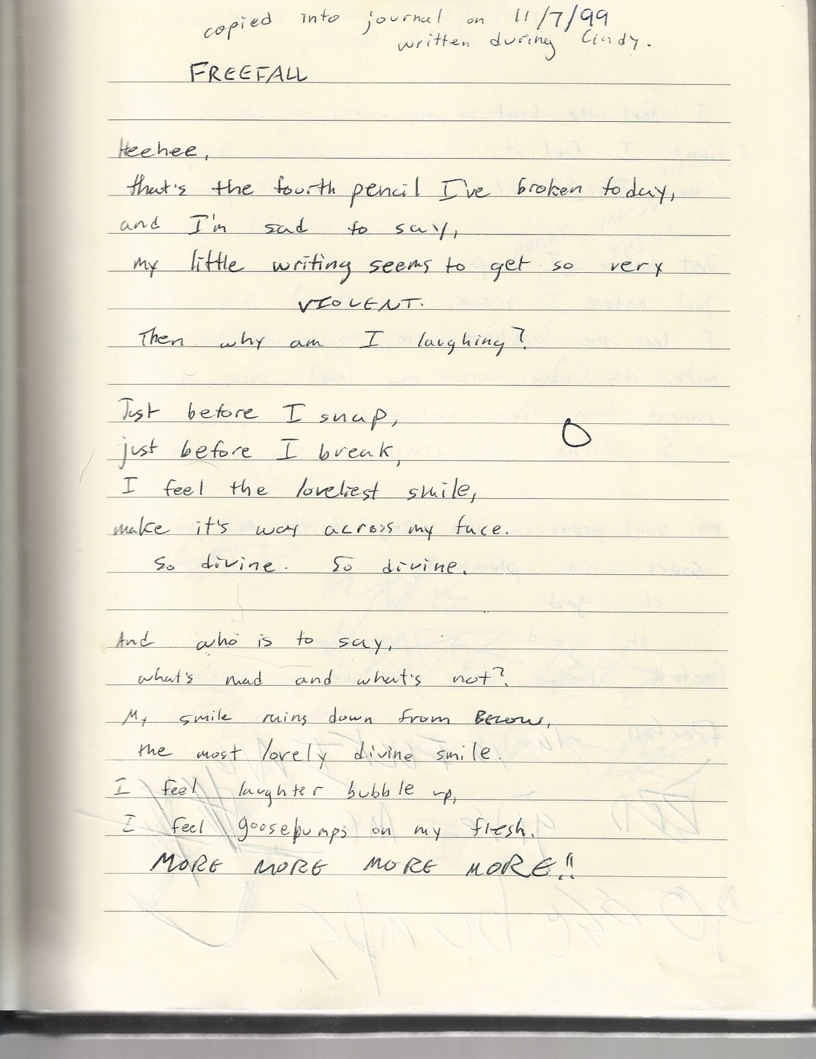 copied into journal on 11/7/99
written during Cindy.
FREEFALL
Heehee,
that's the fourth pencil I've broken today,
and I'm sad to say,
my little writing seems to get so very
VIOLENT.
Then why am I laughing?
Just before I snap,
just before I break,
I feel the loveliest smile,
make it's way across my face.
So divine. So divine.
And who is to say,
what's mad and what's not?
My smile rains down from BELOW,
the most lovely divine smile.
I feel laughter bubble up,
I feel goosebumps on my flesh.
MORE MORE MORE MORE!!